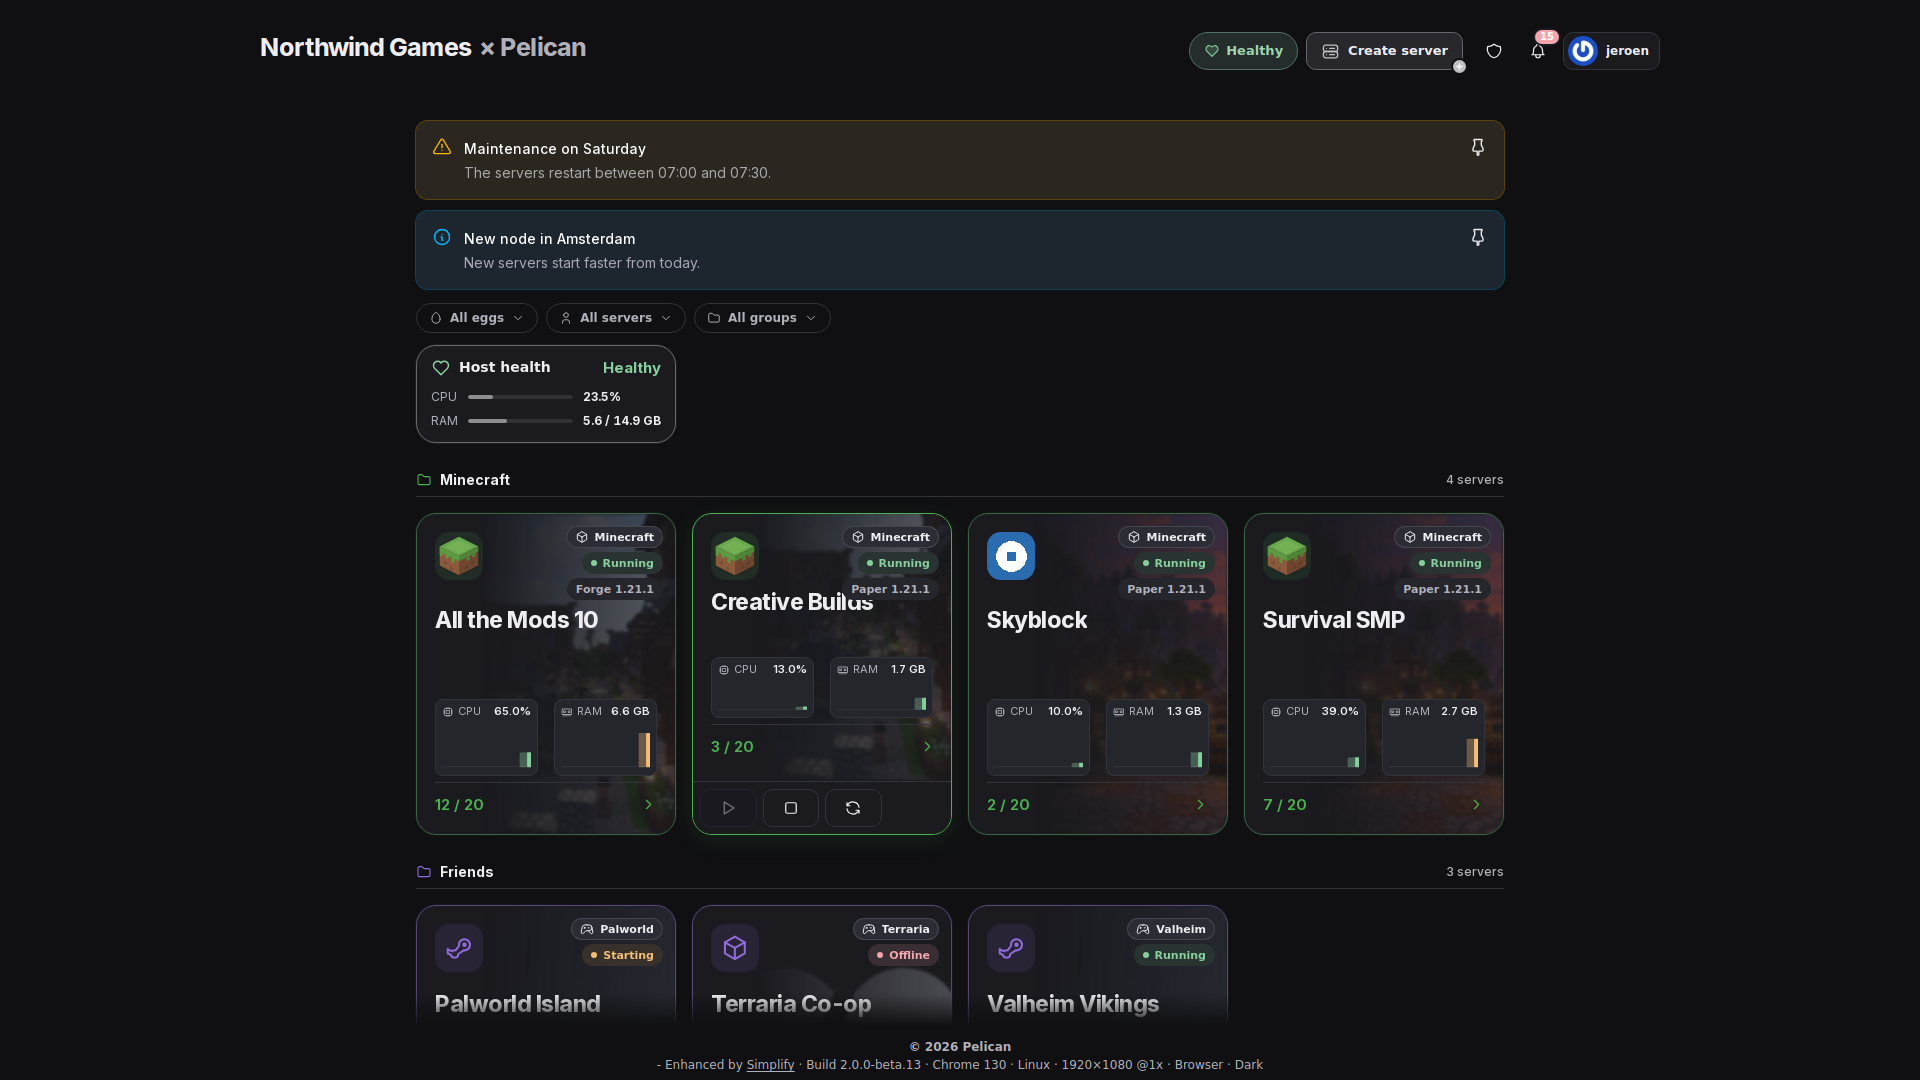 Northwind Games × Pelican
Healthy
Create server
15
jeroen
Maintenance on Saturday
The servers restart between 07:00 and 07:30.
New node in Amsterdam
New servers start faster from today.
All eggs
All servers
All groups
Host health
Healthy
CPU
23.5%
RAM
5.6 / 14.9 GB
Minecraft
4 servers
Minecraft
Running
Forge 1.21.1
All the Mods 10
CPU
65.0%
RAM
6.6 GB
12 / 20
Minecraft
Running
Paper 1.21.1
Creative Builds
CPU
13.0%
RAM
1.7 GB
3 / 20
Minecraft
Running
Paper 1.21.1
Skyblock
CPU
10.0%
RAM
1.3 GB
2 / 20
Minecraft
Running
Paper 1.21.1
Survival SMP
CPU
39.0%
RAM
2.7 GB
7 / 20
Friends
3 servers
Palworld
Starting
Palworld Island
Terraria
Offline
Terraria Co-op
Valheim
Running
Valheim Vikings
© 2026 Pelican
- Enhanced by Simplify · Build 2.0.0-beta.13 · Chrome 130 · Linux · 1920×1080 @1x · Browser · Dark